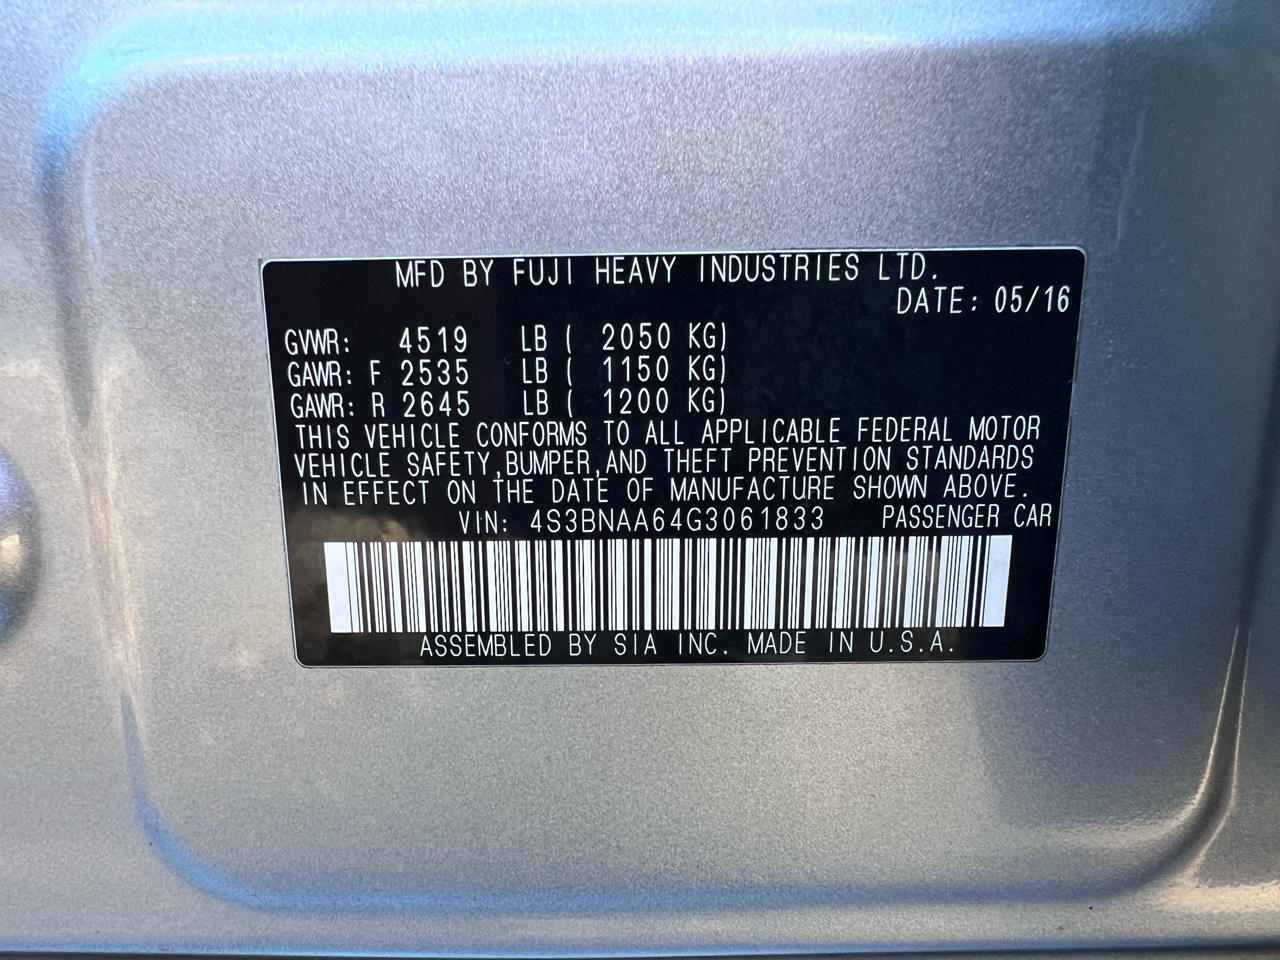 MFD BY FUJI HEAVY INDUSTRIES LTD.
DATE: 05/16
GVWR: 4519 LB ( 2050 KG)
GAWR: F 2535 LB ( 1150 KG)
GAWR: R 2645 LB ( 1200 KG)
THIS VEHICLE CONFORMS TO ALL APPLICABLE FEDERAL MOTOR
VEHICLE SAFETY,BUMPER,AND THEFT PREVENTION STANDARDS
IN EFFECT ON THE DATE OF MANUFACTURE SHOWN ABOVE.
VIN: 4S3BNAA64G3061833 PASSENGER CAR
ASSEMBLED BY SIA INC. MADE IN U.S.A.